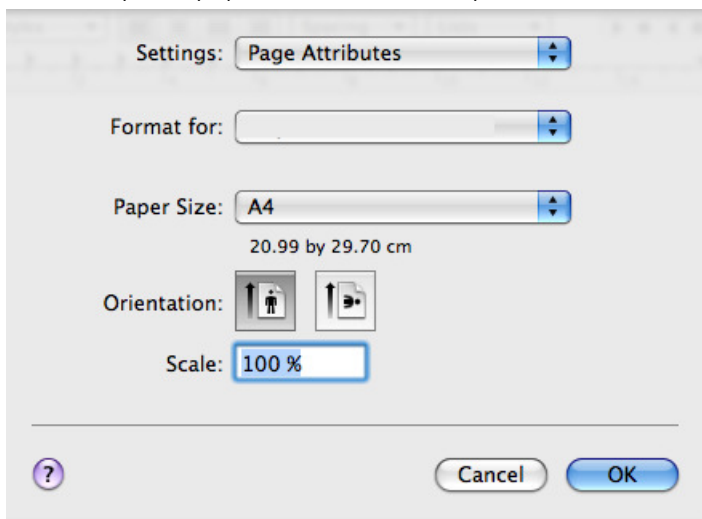 Settings: Page Attributes
Format for:
Paper Size: A4
20.99 by 29.70 cm
Orientation:
Scale: 100 %
? Cancel OK